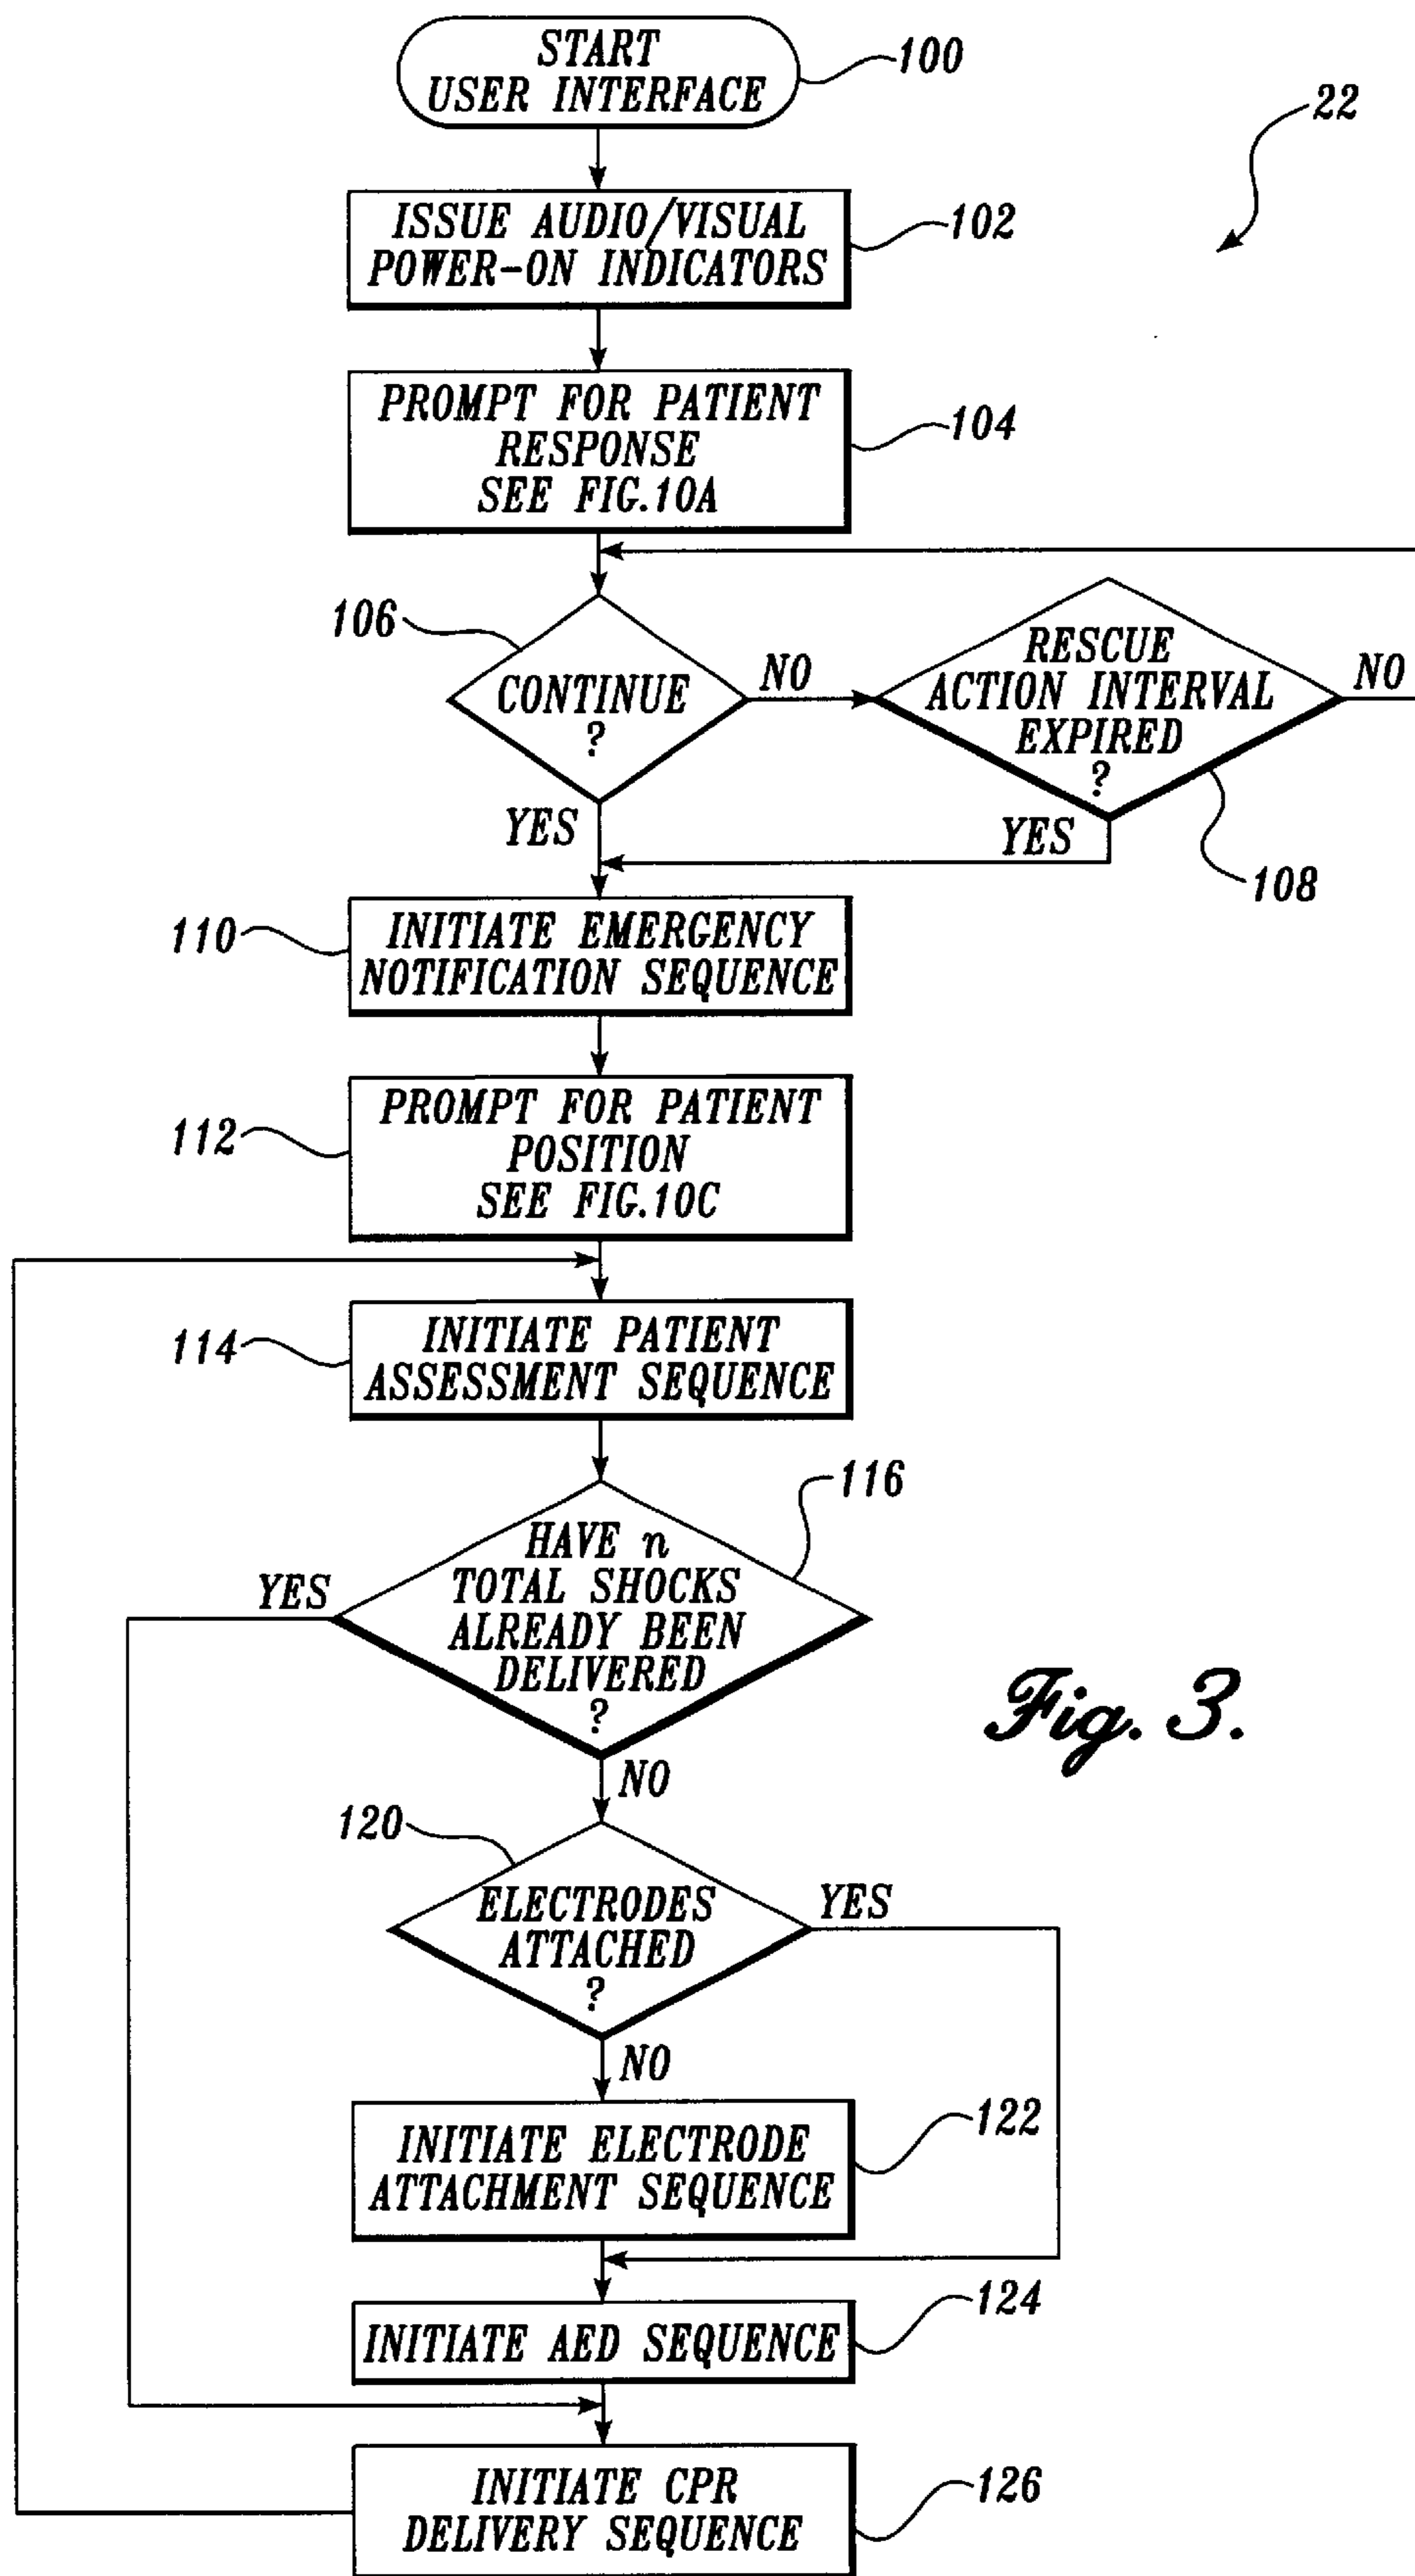 START
USER INTERFACE
100
22
ISSUE AUDIO/VISUAL
POWER-ON INDICATORS
102
PROMPT FOR PATIENT
RESPONSE
SEE FIG.10A
104
106
CONTINUE
?
NO
RESCUE
ACTION INTERVAL
EXPIRED
?
NO
YES
YES
108
110
INITIATE EMERGENCY
NOTIFICATION SEQUENCE
112
PROMPT FOR PATIENT
POSITION
SEE FIG.10C
114
INITIATE PATIENT
ASSESSMENT SEQUENCE
116
YES
HAVE n
TOTAL SHOCKS
ALREADY BEEN
DELIVERED
?
Fig. 3.
NO
120
ELECTRODES
ATTACHED
?
YES
NO
INITIATE ELECTRODE
ATTACHMENT SEQUENCE
122
INITIATE AED SEQUENCE
124
INITIATE CPR
DELIVERY SEQUENCE
126